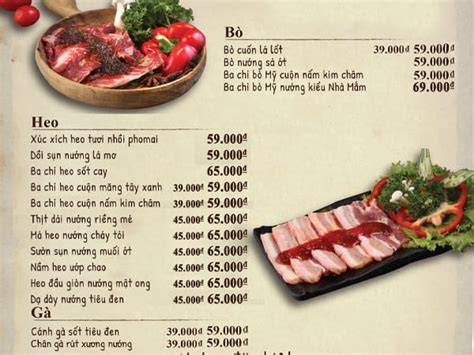 Bò
Bò cuốn lá lốt 39.000đ 59.000đ
Bò nướng sả ớt 59.000đ
Ba chỉ bò Mỹ cuộn nấm kim châm 59.000đ
Ba chỉ bò Mỹ nướng kiểu Nhà Mắm 69.000đ
Heo
Xúc xích heo tươi nhồi phomai 59.000đ
Dồi sụn nướng lá mơ 59.000đ
Ba chỉ heo sốt cay 65.000đ
Ba chỉ heo cuộn măng tây xanh 39.000đ 59.000đ
Ba chỉ heo cuộn nấm kim châm 39.000đ 59.000đ
Thịt dải nướng riềng mẻ 45.000đ 65.000đ
Má heo nướng cháy tỏi 45.000đ 65.000đ
Sườn sụn nướng muối ớt 45.000đ 65.000đ
Nầm heo ướp chao 45.000đ 65.000đ
Heo đầu giòn nướng mật ong 45.000đ 65.000đ
Dạ dày nướng tiêu đen 45.000đ 65.000đ
Gà
Cánh gà sốt tiêu đen 39.000đ 59.000đ
Chân gà rút xương nướng 39.000đ 59.000đ